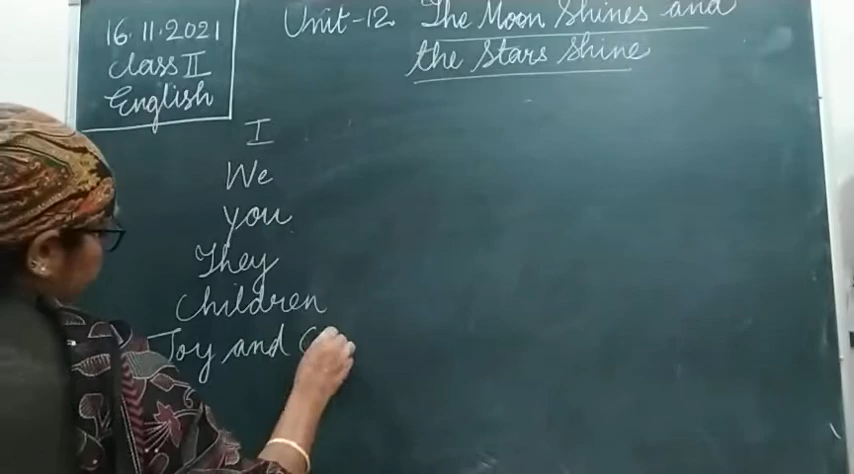 16.11.2021
Class II
English
Unit-12. The Moon Shines and
the Stars Shine
I
We
you
They
Children
Joy and